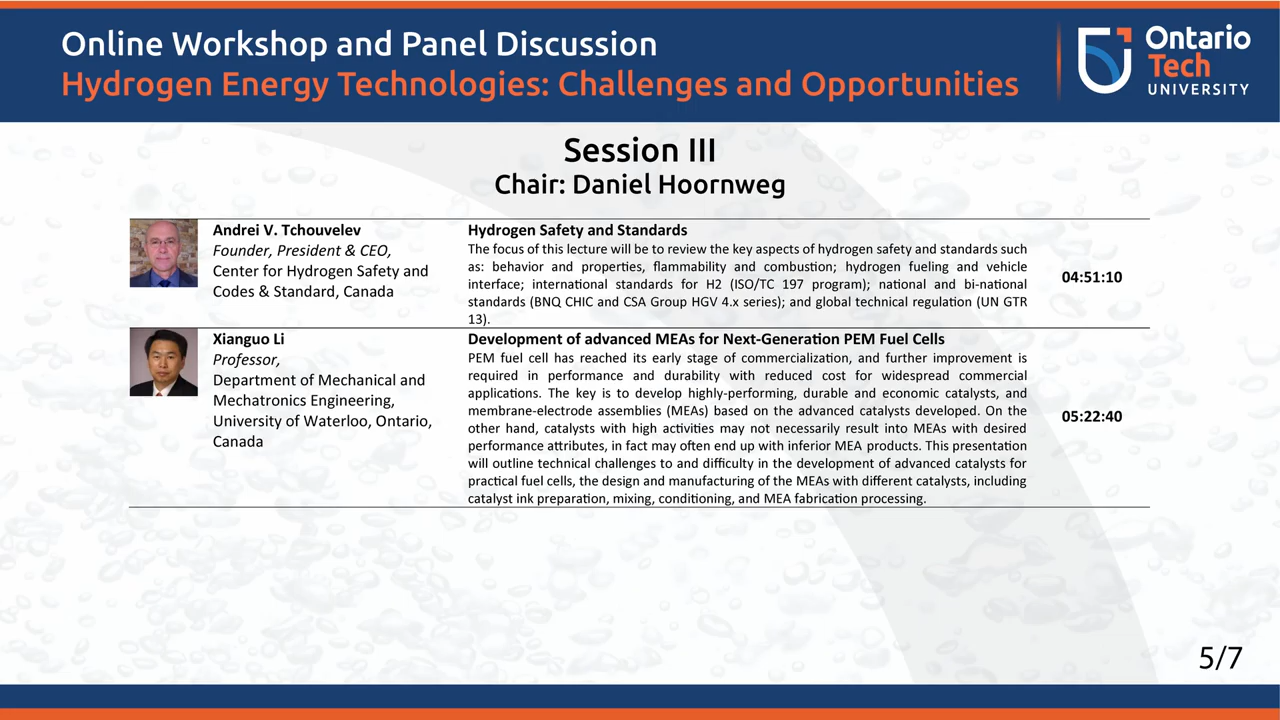 Online Workshop and Panel Discussion
Hydrogen Energy Technologies: Challenges and Opportunities
Ontario
Tech
UNIVERSITY
Session III
Chair: Daniel Hoornweg
Andrei V. Tchouvelev
Founder, President & CEO,
Center for Hydrogen Safety and
Codes & Standard, Canada
Hydrogen Safety and Standards
The focus of this lecture will be to review the key aspects of hydrogen safety and standards such
as: behavior and properties, flammability and combustion; hydrogen fueling and vehicle
interface; international standards for H2 (ISO/TC 197 program); national and bi-national
standards (BNQ CHIC and CSA Group HGV 4.x series); and global technical regulation (UN GTR
13).
04:51:10
Xianguo Li
Professor,
Department of Mechanical and
Mechatronics Engineering,
University of Waterloo, Ontario,
Canada
Development of advanced MEAs for Next-Generation PEM Fuel Cells
PEM fuel cell has reached its early stage of commercialization, and further improvement is
required in performance and durability with reduced cost for widespread commercial
applications. The key is to develop highly-performing, durable and economic catalysts, and
membrane-electrode assemblies (MEAs) based on the advanced catalysts developed. On the
other hand, catalysts with high activities may not necessarily result into MEAs with desired
performance attributes, in fact may often end up with inferior MEA products. This presentation
will outline technical challenges to and difficulty in the development of advanced catalysts for
practical fuel cells, the design and manufacturing of the MEAs with different catalysts, including
catalyst ink preparation, mixing, conditioning, and MEA fabrication processing.
05:22:40
5/7